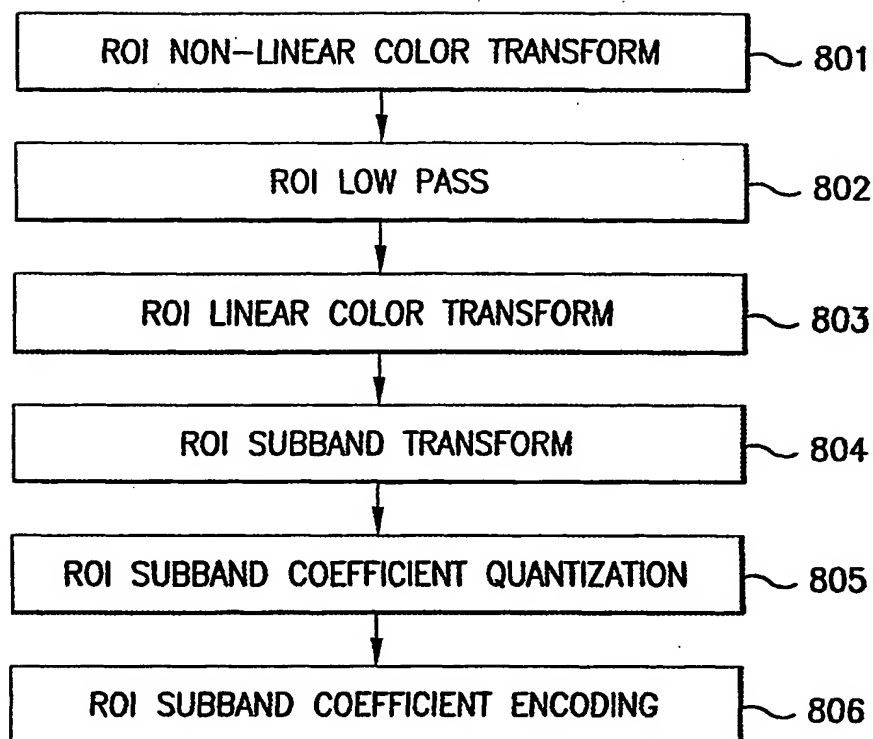 ROI NON-LINEAR COLOR TRANSFORM 801
ROI LOW PASS 802
ROI LINEAR COLOR TRANSFORM 803
ROI SUBBAND TRANSFORM 804
ROI SUBBAND COEFFICIENT QUANTIZATION 805
ROI SUBBAND COEFFICIENT ENCODING 806